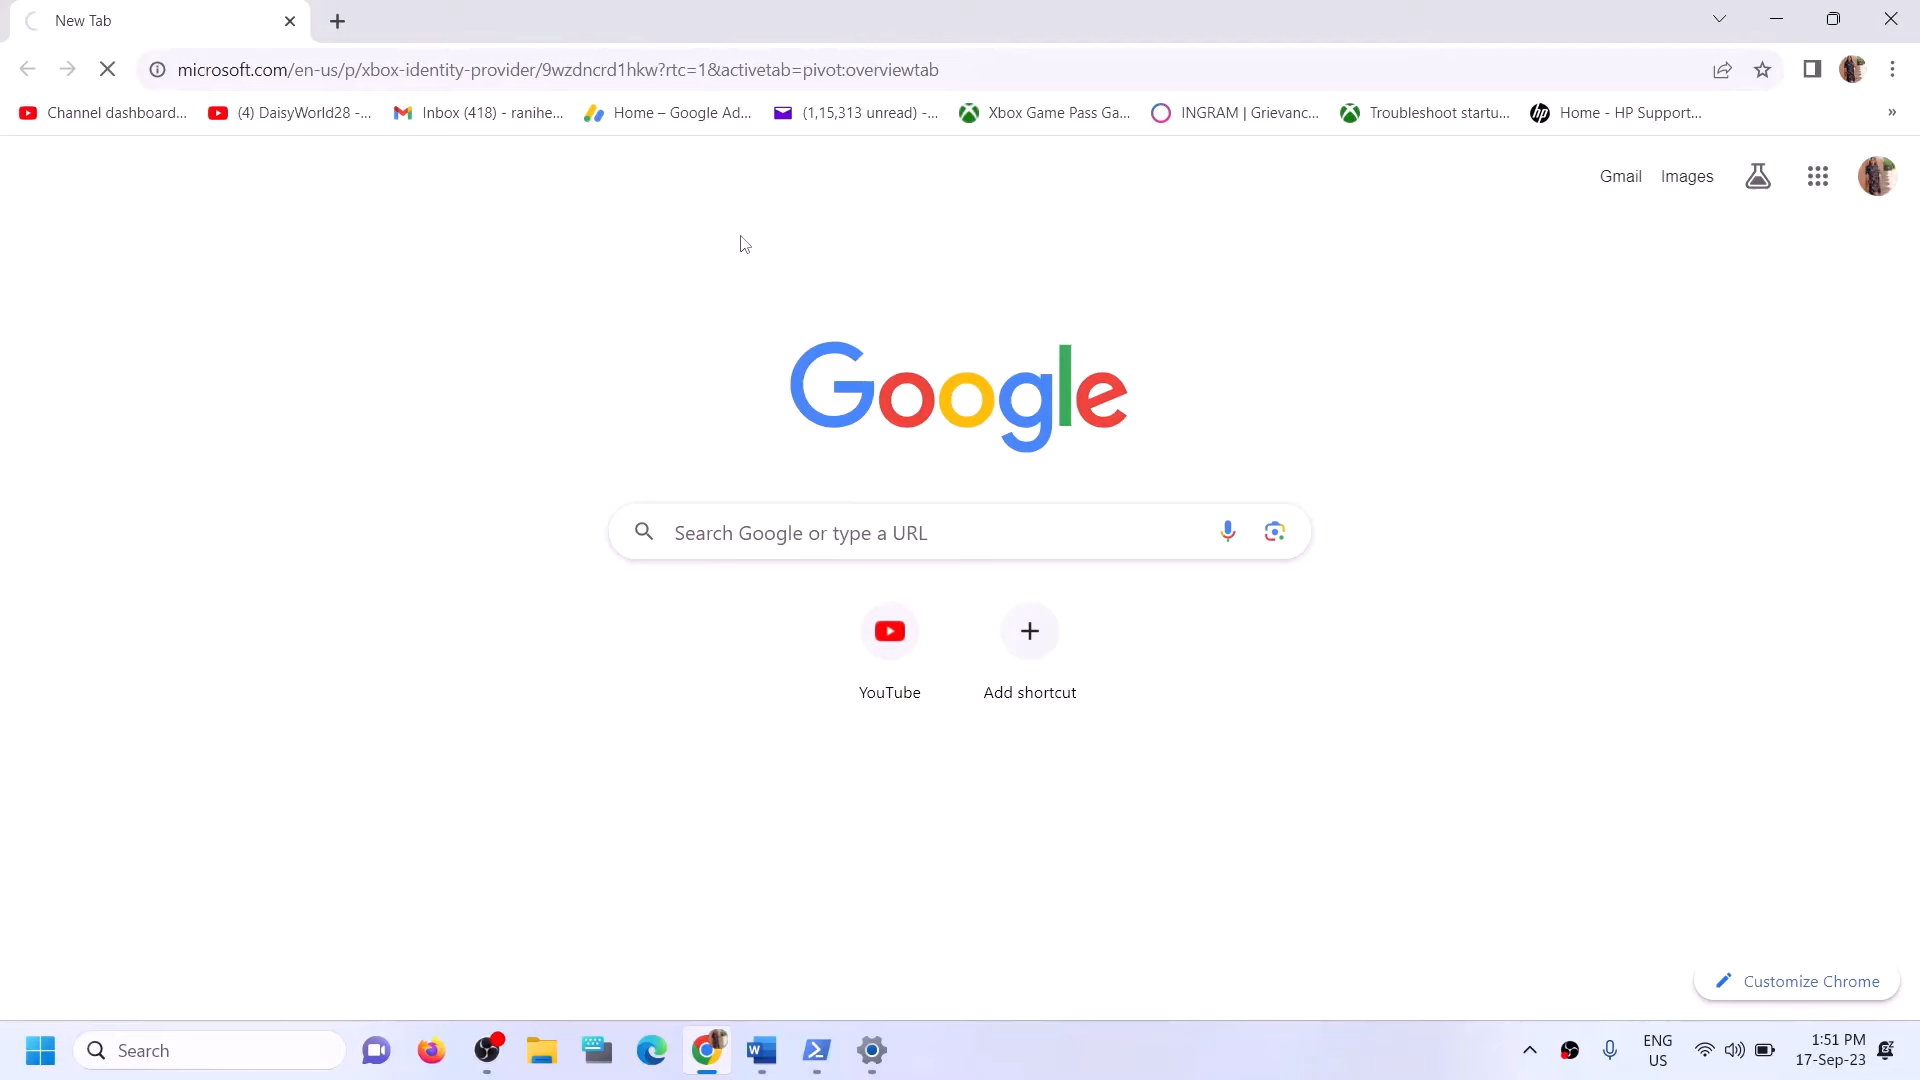 New Tab
microsoft.com/en-us/p/xbox-identity-provider/9wzdncrd1hkw?rtc=1&activetab=pivot:overviewtab
Channel dashboard... (4) DaisyWorld28 -... Inbox (418) - ranihe... Home – Google Ad... (1,15,313 unread) -... Xbox Game Pass Ga... INGRAM | Grievanc... Troubleshoot startu... hp Home - HP Support... »
Gmail Images
Google
Search Google or type a URL
YouTube Add shortcut
Customize Chrome
Search
ENG
US
1:51 PM
17-Sep-23